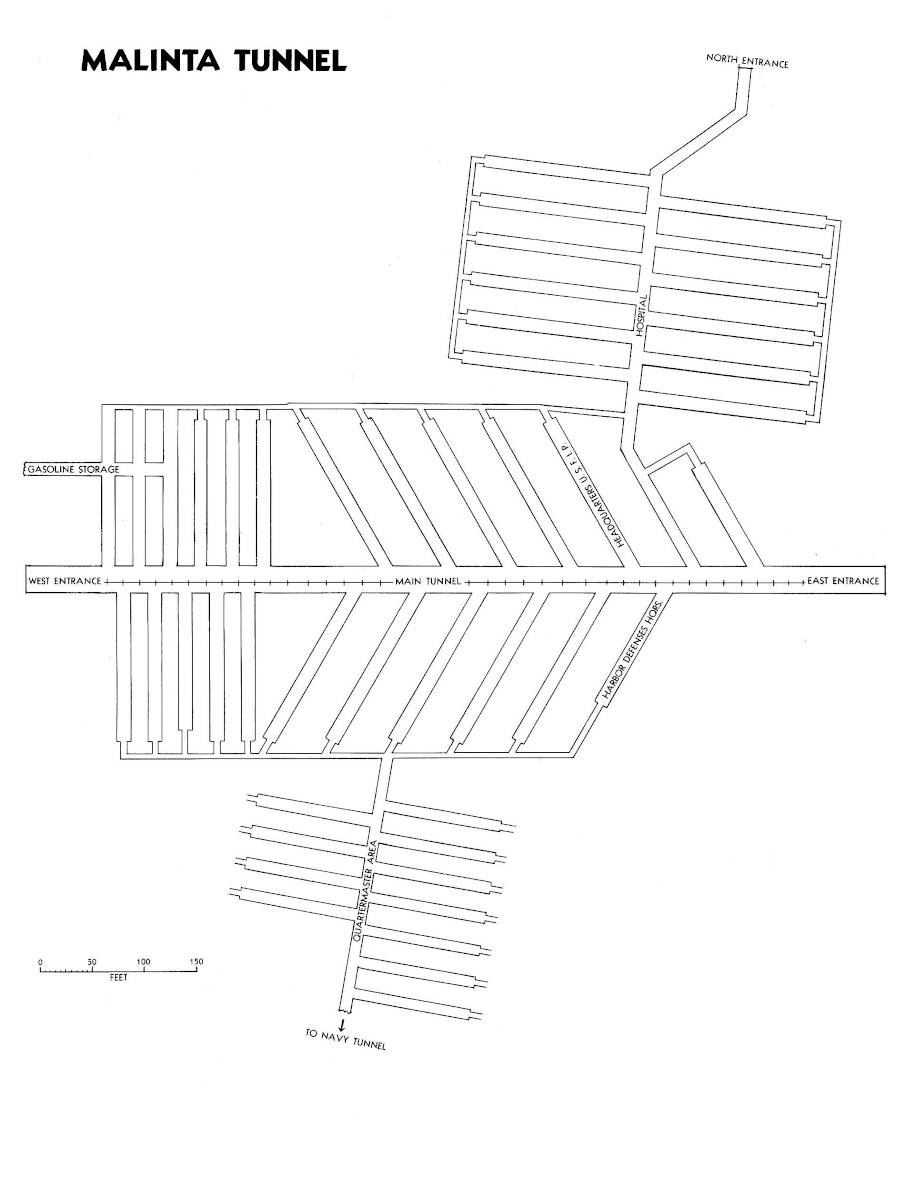 MALINTA TUNNEL
NORTH ENTRANCE
HOSPITAL
HEADQUARTERS U.S.F.I.P.
GASOLINE STORAGE
WEST ENTRANCE
MAIN TUNNEL
EAST ENTRANCE
HARBOR DEFENSES HQRS.
QUARTERMASTER AREA
0 50 100 150
FEET
TO NAVY TUNNEL